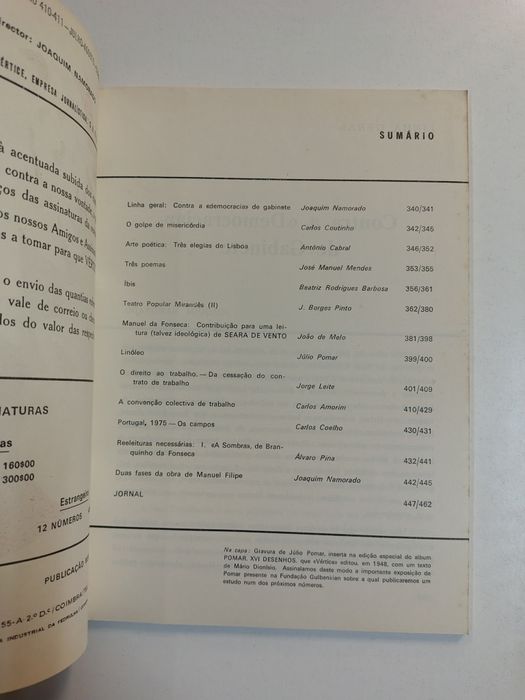 410-411
Director: JOAQUIM NAMORADO
VÉRTICE, EMPRESA JORNALÍSTICA,
à acentuada subida dos
contra a nossa vontade,
ços das assinaturas
os nossos Amigos e
s a tomar para que
o envio das quantias
vale de correio ou
los do valor das
NATURAS
as
160$00
300$00
Estrangeiro
12 NÚMEROS
PUBLICAÇÃO
55-A-2.º D.º/COIMBRA
SUMÁRIO
Linha geral: Contra a «democracia» de gabinete Joaquim Namorado 340/341
O golpe de misericórdia Carlos Coutinho 342/345
Arte poética: Três elegias de Lisboa António Cabral 346/352
Três poemas José Manuel Mendes 353/355
Íbis Beatriz Rodrigues Barbosa 356/361
Teatro Popular Mirandês (II) J. Borges Pinto 362/380
Manuel da Fonseca: Contribuição para uma lei-
tura (talvez ideológica) de SEARA DE VENTO João de Melo 381/398
Linóleo Júlio Pomar 399/400
O direito ao trabalho. — Da cessação do con-
trato de trabalho Jorge Leite 401/409
A convenção colectiva de trabalho Carlos Amorim 410/429
Portugal, 1975 — Os campos Carlos Coelho 430/431
Reeleituras necessárias: I. «A Sombra», de Bran-
quinho da Fonseca Álvaro Pina 432/441
Duas fases da obra de Manuel Filipe Joaquim Namorado 442/445
JORNAL 447/462
Na capa: Gravura de Júlio Pomar, inserta na edição especial do album
POMAR, XVI DESENHOS, que «Vértice» editou, em 1948, com um texto
de Mário Dionísio. Assinalamos deste modo a importante exposição de
Pomar presente na Fundação Gulbenkian sobre a qual publicaremos um
estudo num dos próximos números.